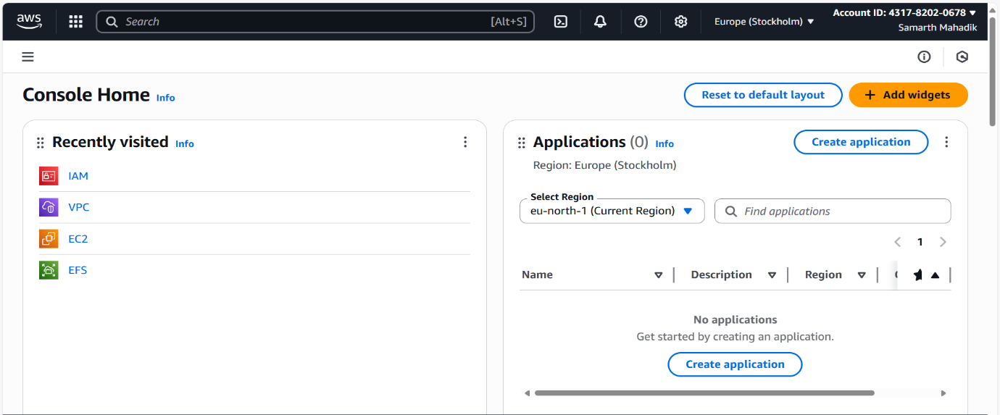 aws
Search [Alt+S]
Europe (Stockholm)
Account ID: 4317-8202-0678
Samarth Mahadik
Console Home Info
Reset to default layout
+ Add widgets
Recently visited Info
IAM
VPC
EC2
EFS
Applications (0) Info
Create application
Region: Europe (Stockholm)
Select Region
eu-north-1 (Current Region)
Find applications
1
Name Description Region
No applications
Get started by creating an application.
Create application